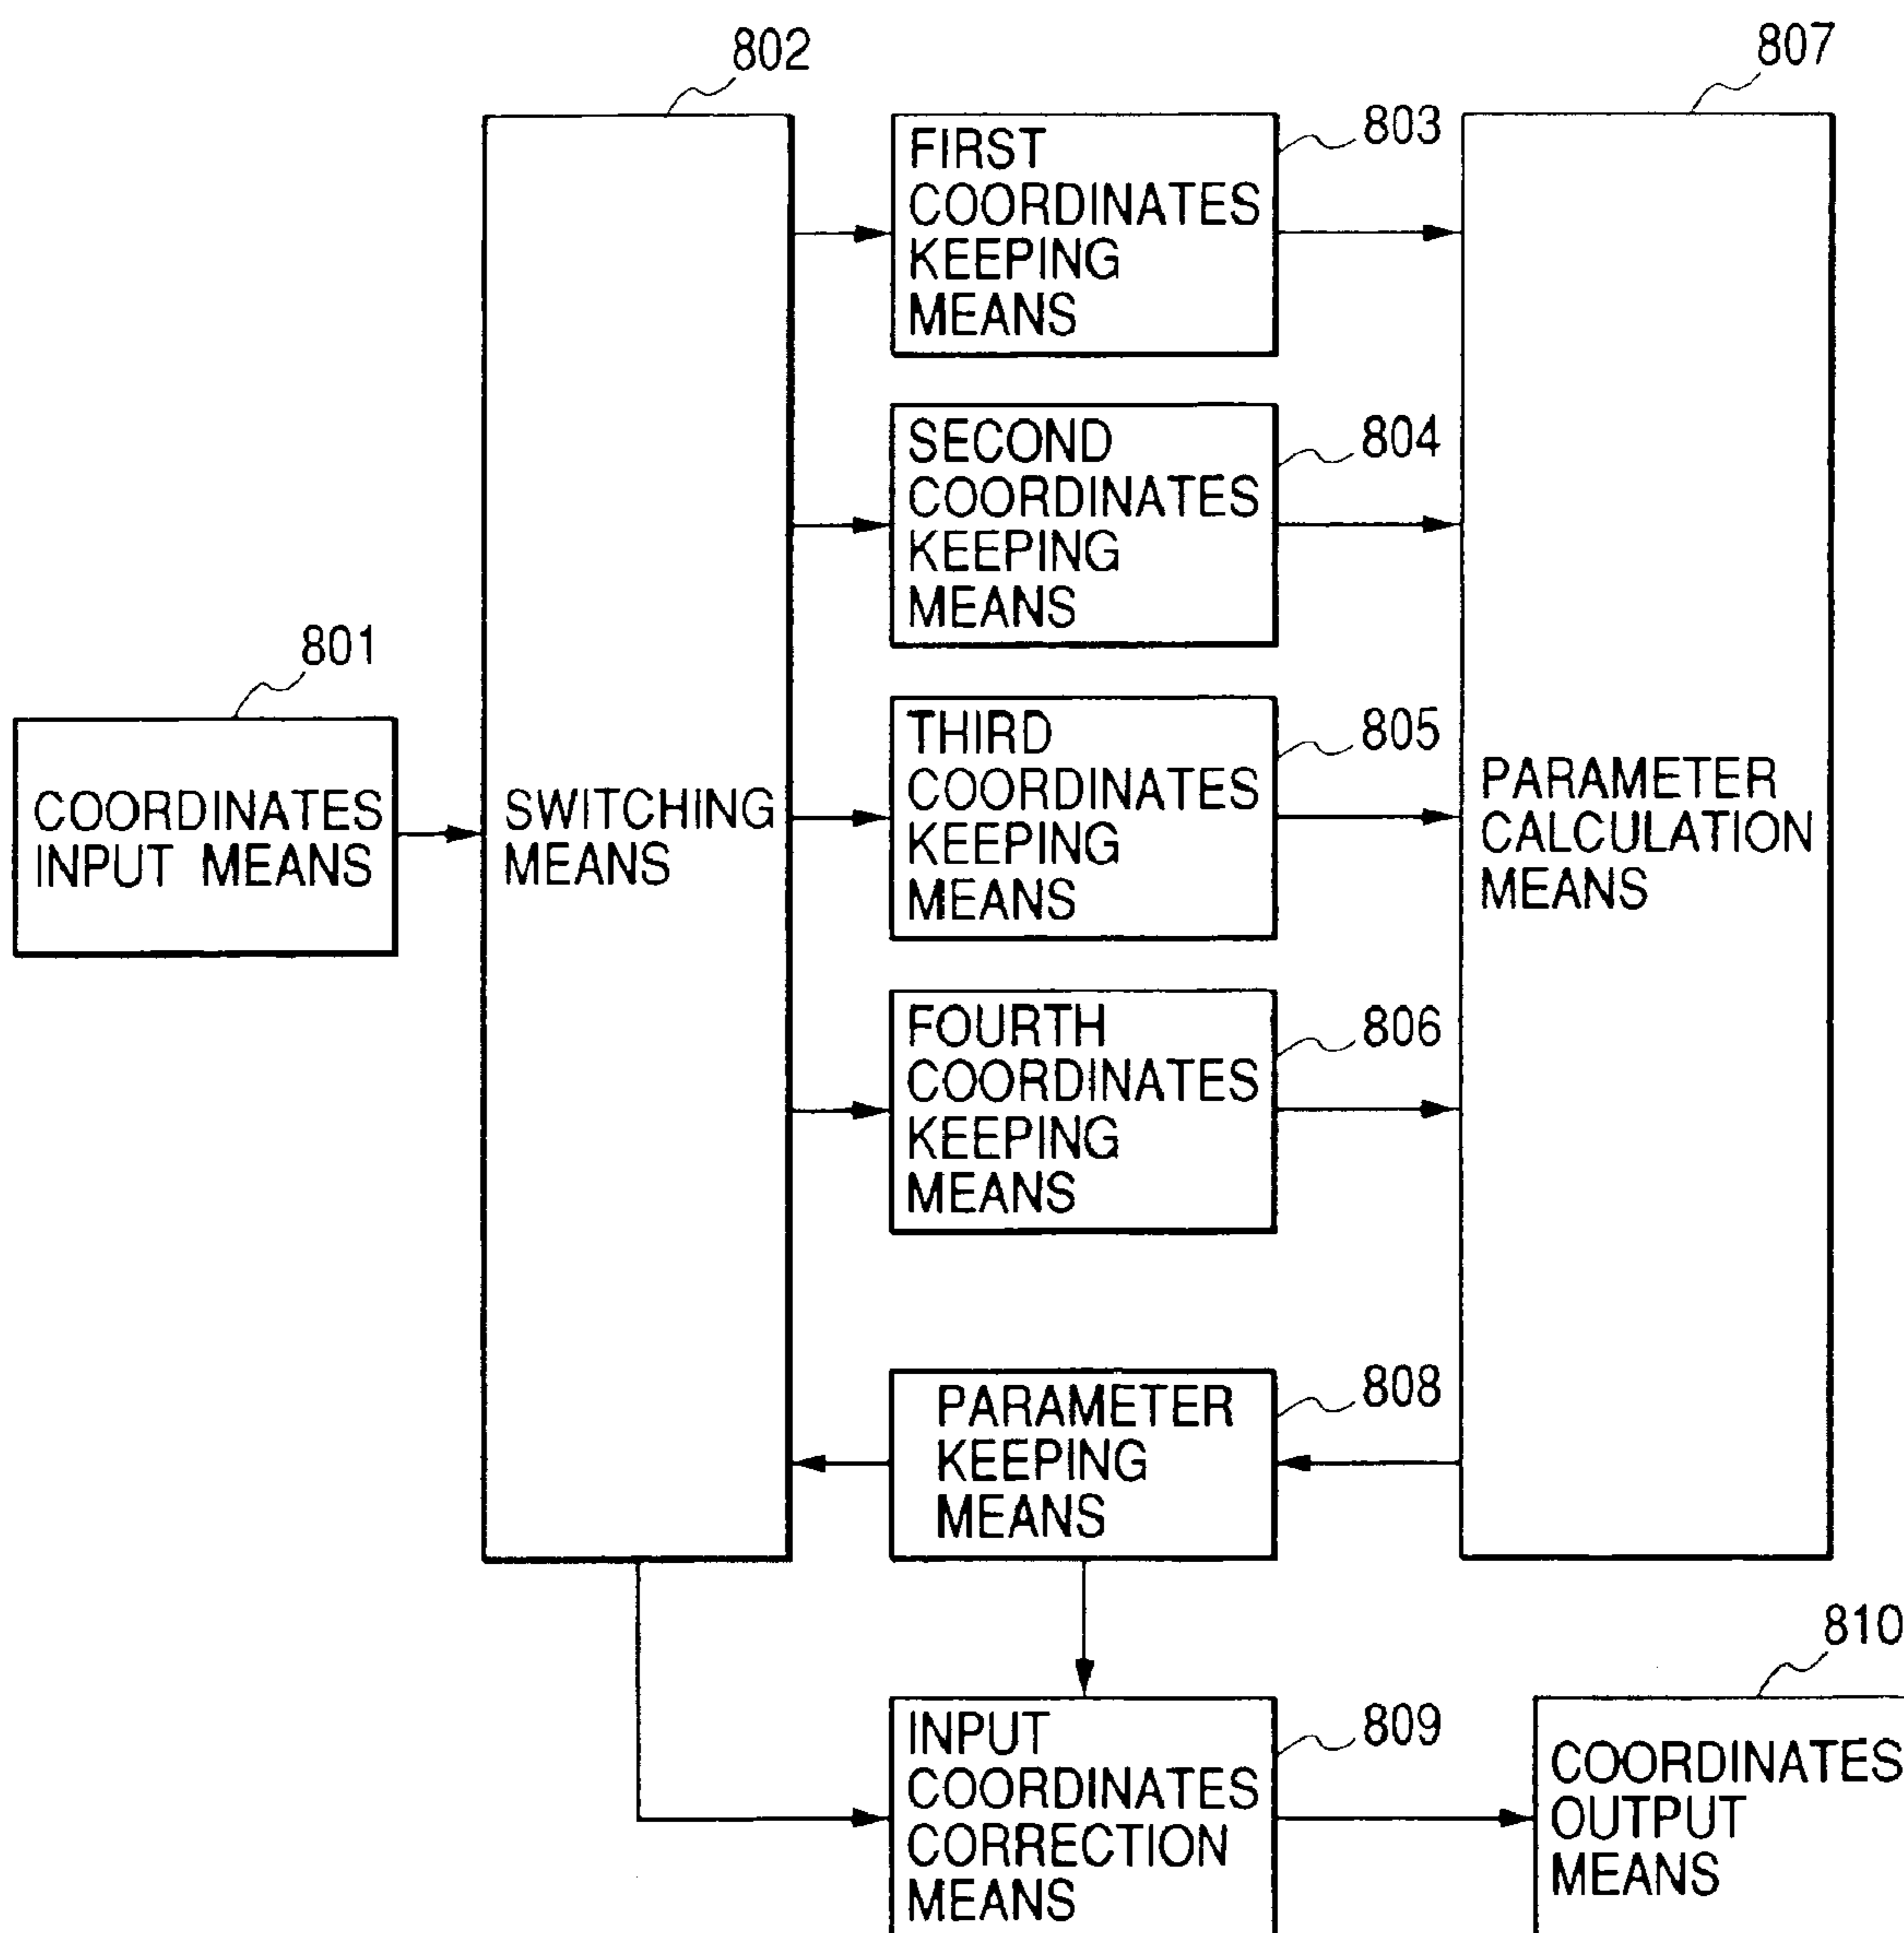 802
807
FIRST
COORDINATES
KEEPING
MEANS
803
SECOND
COORDINATES
KEEPING
MEANS
804
801
COORDINATES
INPUT MEANS
SWITCHING
MEANS
THIRD
COORDINATES
KEEPING
MEANS
805
PARAMETER
CALCULATION
MEANS
FOURTH
COORDINATES
KEEPING
MEANS
806
PARAMETER
KEEPING
MEANS
808
810
INPUT
COORDINATES
CORRECTION
MEANS
809
COORDINATES
OUTPUT
MEANS